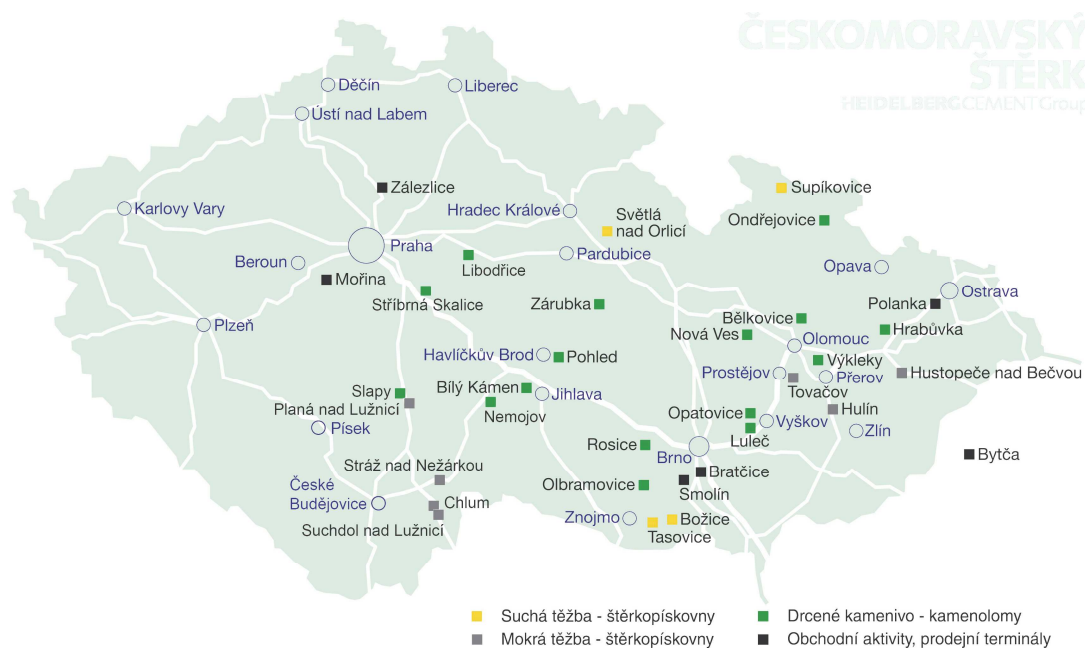 ČESKOMORAVSKÝ
ŠTĚRK
HEIDELBERGCEMENT Group
Děčín
Liberec
Ústí nad Labem
Zálezlice
Supíkovice
Karlovy Vary
Hradec Králové
Světlá
nad Orlicí
Ondřejovice
Praha
Pardubice
Beroun
Libodřice
Opava
Mořina
Ostrava
Stříbrná Skalice
Zárubka
Polanka
Plzeň
Bělkovice
Nová Ves
Hrabůvka
Olomouc
Havlíčkův Brod
Pohled
Výkleky
Prostějov
Přerov
Hustopeče nad Bečvou
Slapy
Bílý Kámen
Jihlava
Tovačov
Planá nad Lužnicí
Nemojov
Opatovice
Hulín
Písek
Vyškov
Zlín
Luleč
Rosice
Brno
Bytča
Stráž nad Nežárkou
Bratčice
České
Budějovice
Olbramovice
Smolín
Chlum
Suchdol nad Lužnicí
Znojmo
Božice
Tasovice
Suchá těžba - štěrkopískovny
Drcené kamenivo - kamenolomy
Mokrá těžba - štěrkopískovny
Obchodní aktivity, prodejní terminály